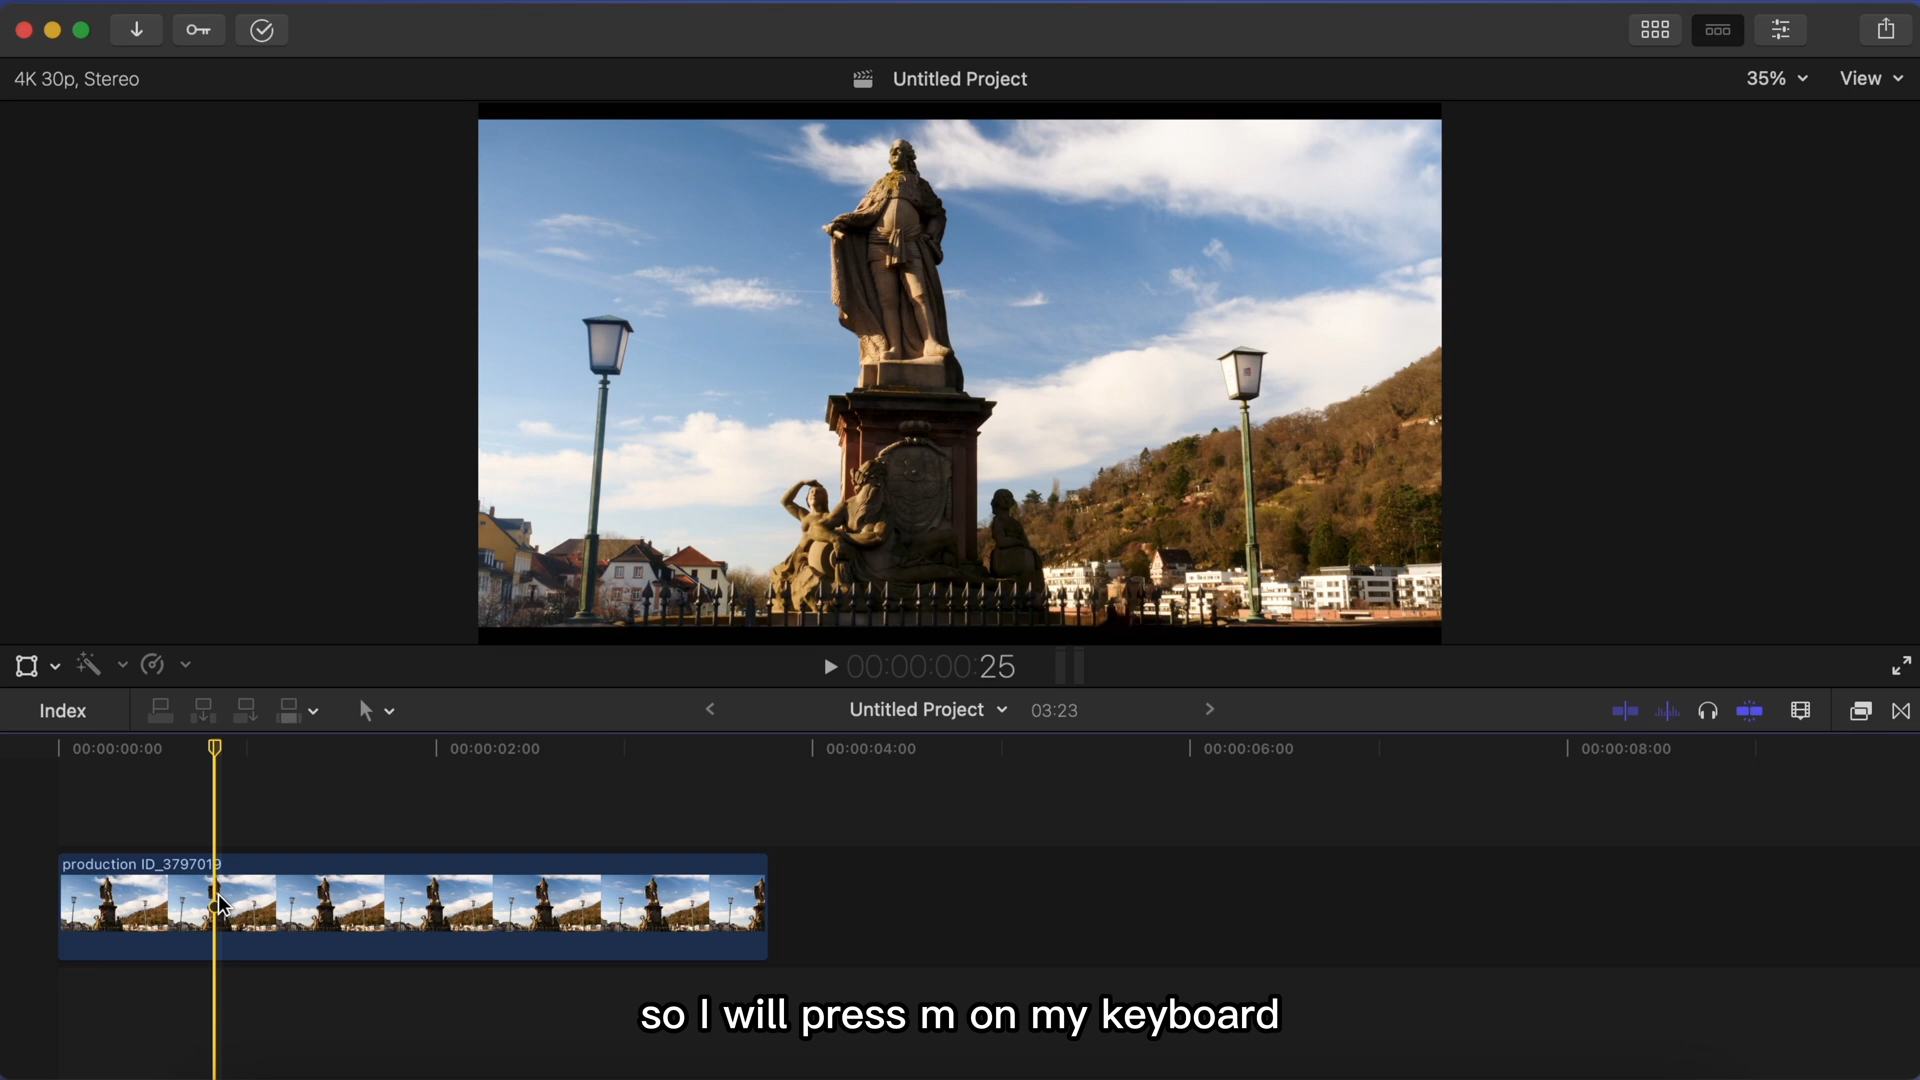 4K 30p, Stereo
Untitled Project
35%
View
00:00:00:25
Index
Untitled Project
03:23
00:00:00:00
00:00:02:00
00:00:04:00
00:00:06:00
00:00:08:00
production ID_3797019
so I will press m on my keyboard